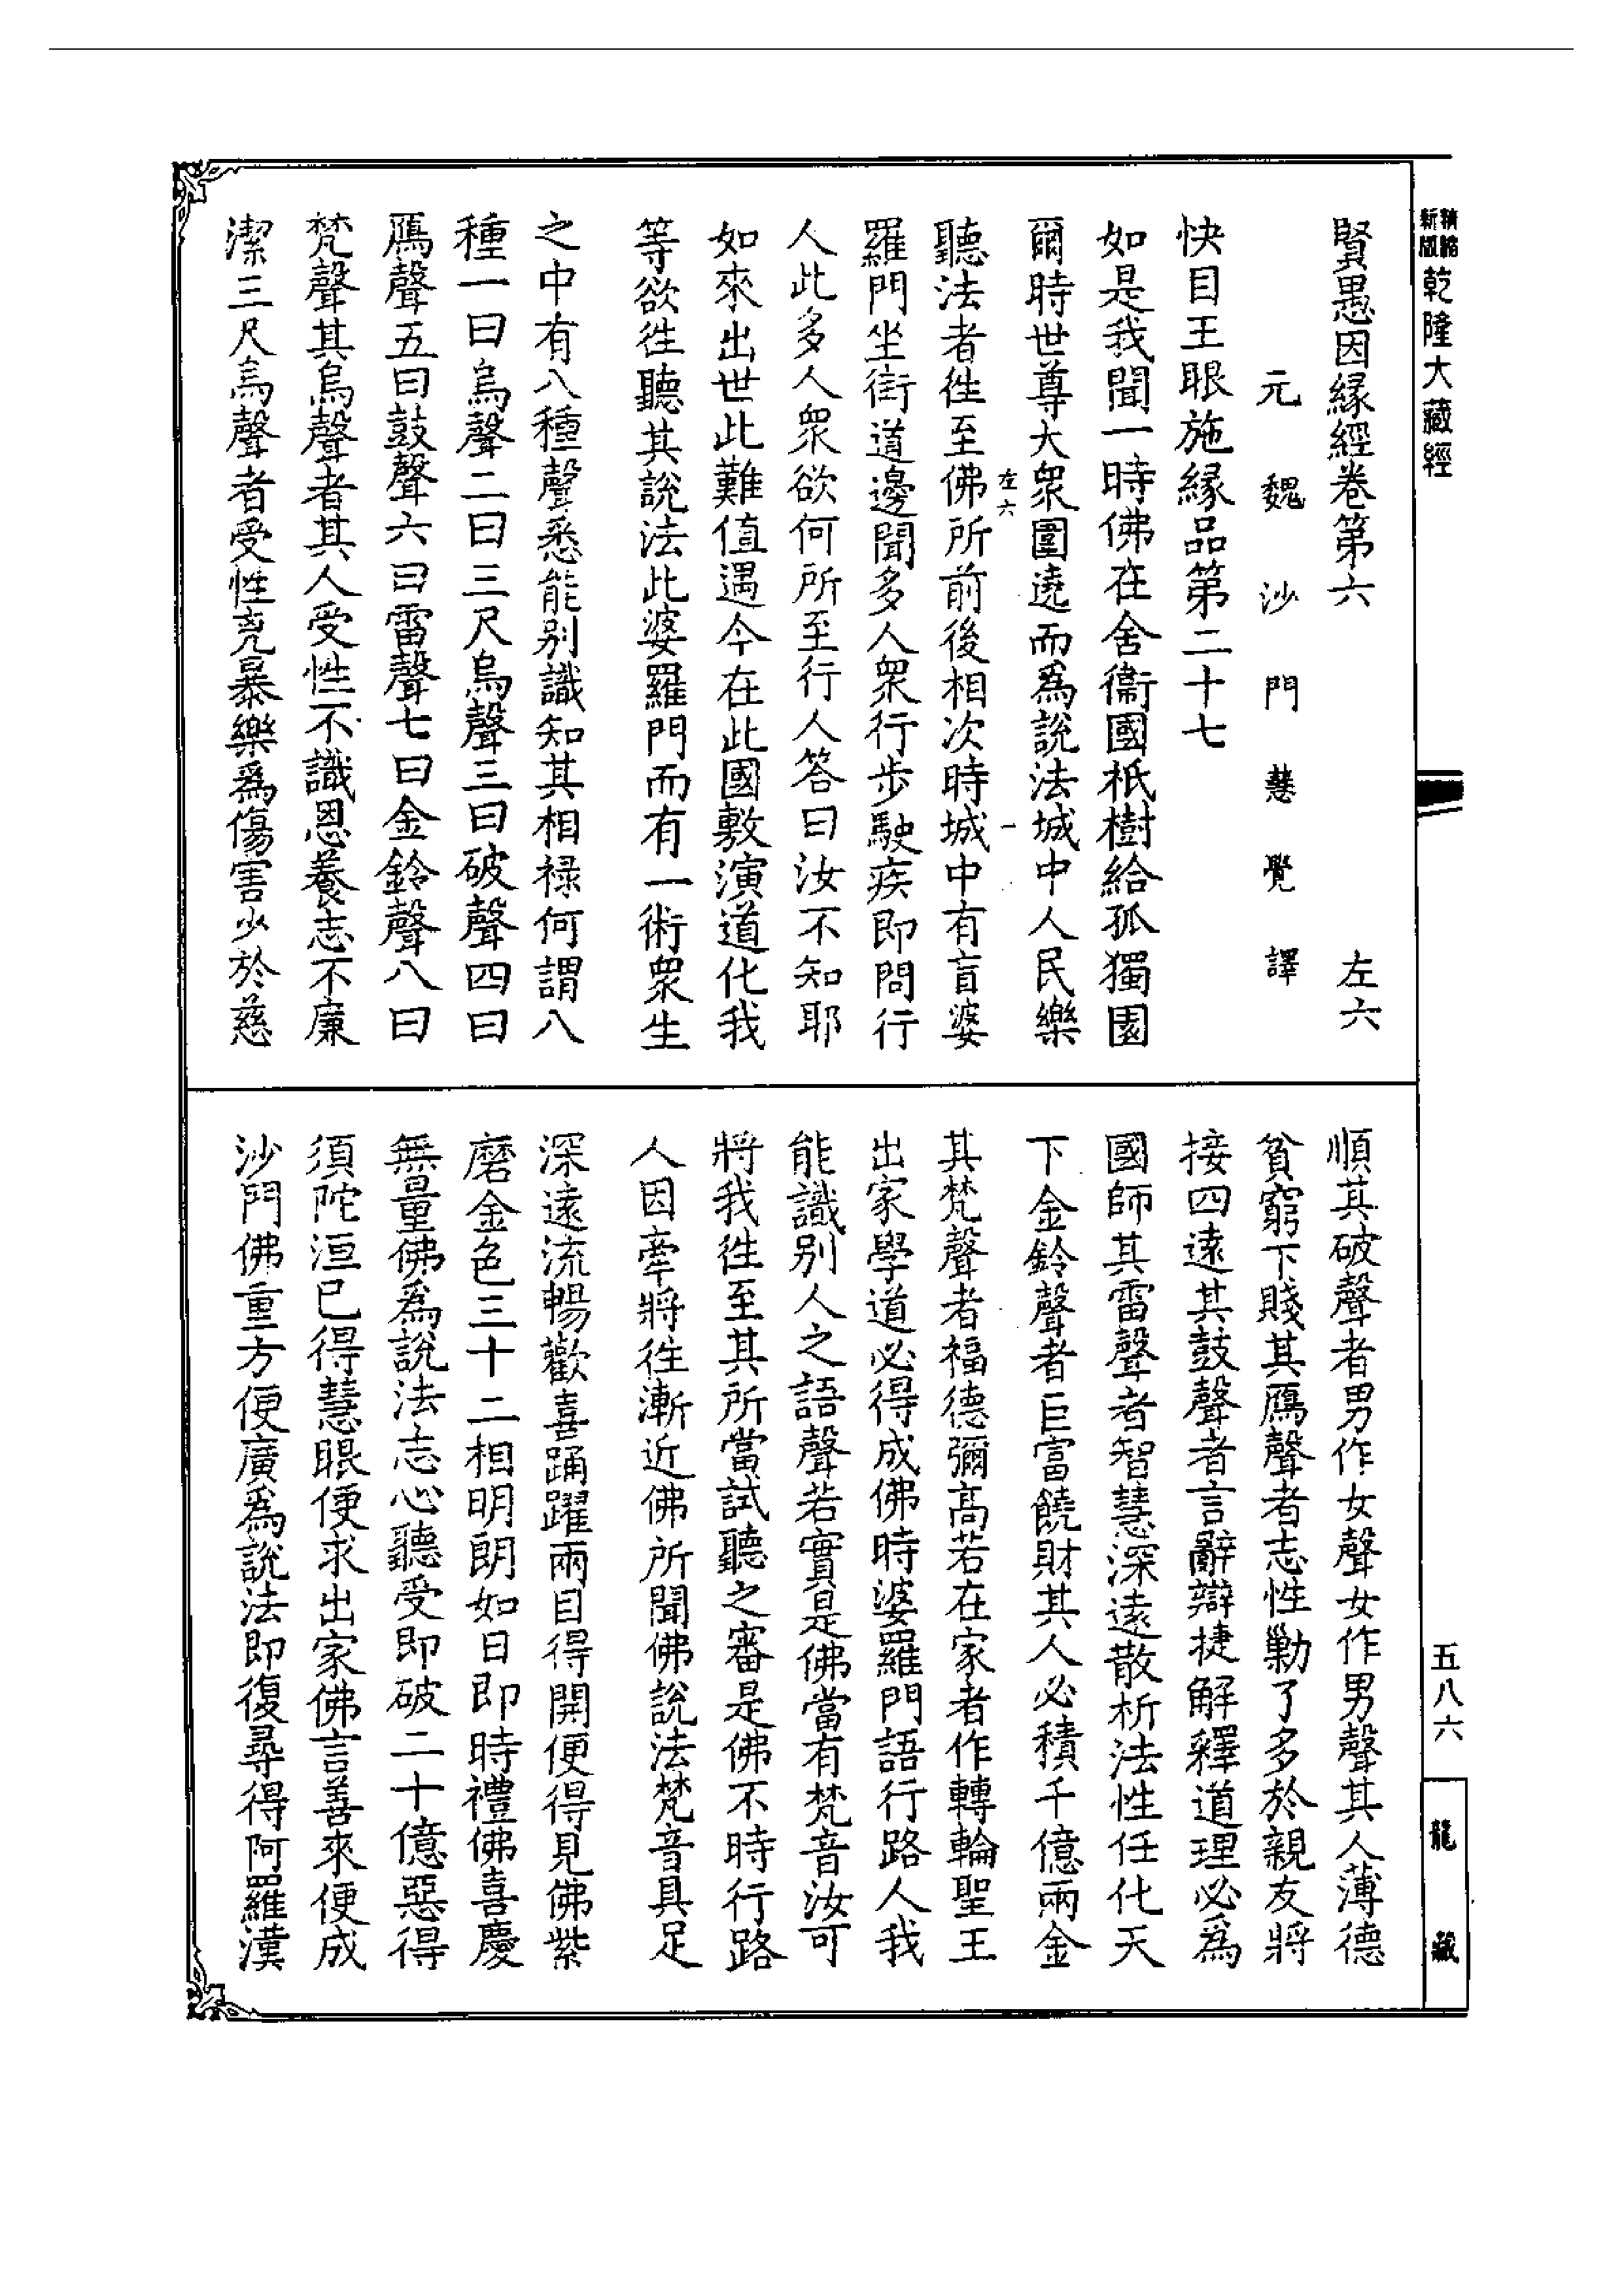 精縮新版乾隆大藏經
賢愚因緣經卷第六 左六
元魏沙門慧覺譯
快目王眼施緣品第二十七
如是我聞一時佛在舍衞國祇樹給孤獨園
爾時世尊大衆圍遶而爲說法城中人民樂
左六 一
聽法者徃至佛所前後相次時城中有盲婆
羅門坐街道邊聞多人衆行步駛疾即問行
人此多人衆欲何所至行人答曰汝不知耶
如來出世此難值遇今在此國敷演道化我
等欲徃聽其說法此婆羅門而有一術衆生
之中有八種聲悉能別識知其相祿何謂八
種一曰烏聲二曰三尺烏聲三曰破聲四曰
鴈聲五曰鼓聲六曰雷聲七曰金鈴聲八曰
梵聲其烏聲者其人受性不識恩養志不廉
潔三尺烏聲者受性兇暴樂爲傷害少於慈
順其破聲者男作女聲女作男聲其人薄德
貧窮下賤其鴈聲者志性勦了多於親友將
接四遠其鼓聲者言辭辯捷解釋道理必爲
國師其雷聲者智慧深遠散析法性任化天
下金鈴聲者巨富饒財其人必積千億兩金
其梵聲者福德彌高若在家者作轉輪聖王
出家學道必得成佛時婆羅門語行路人我
能識別人之語聲若實是佛當有梵音汝可
將我徃至其所當試聽之審是佛不時行路
人因牽將徃漸近佛所聞佛說法梵音具足
深遠流暢歡喜踊躍兩目得開便得見佛紫
磨金色三十二相明朗如日即時禮佛喜慶
無量佛爲說法志心聽受即破二十億惡得
須陀洹已得慧眼便求出家佛言善來便成
沙門佛重方便廣爲說法即復尋得阿羅漢
五八六
龍藏